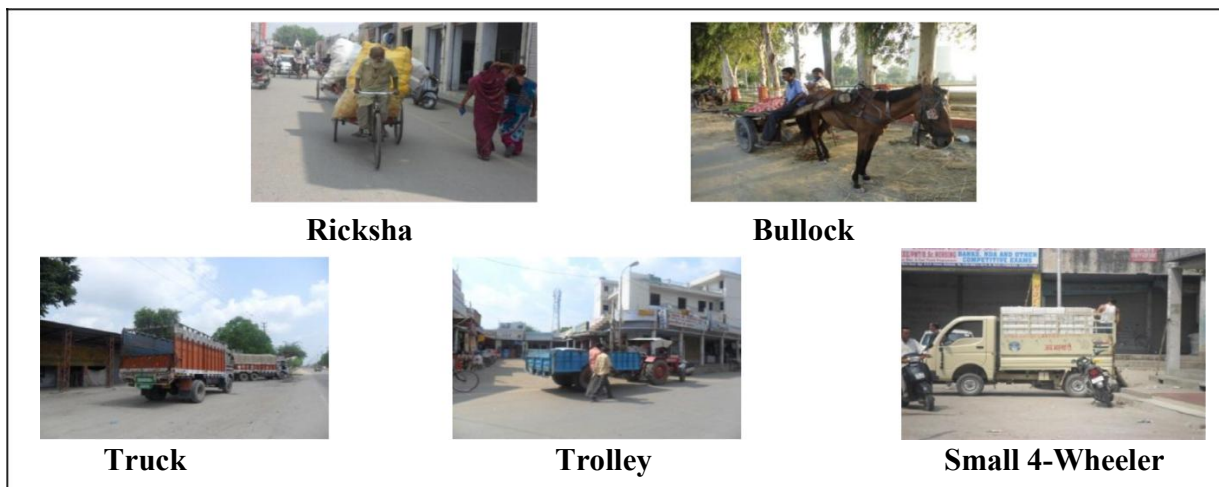 Ricksha
Bullock
BANKS, NDA AND OTHER
COMPETITIVE EXAMS
Truck
Trolley
Small 4-Wheeler